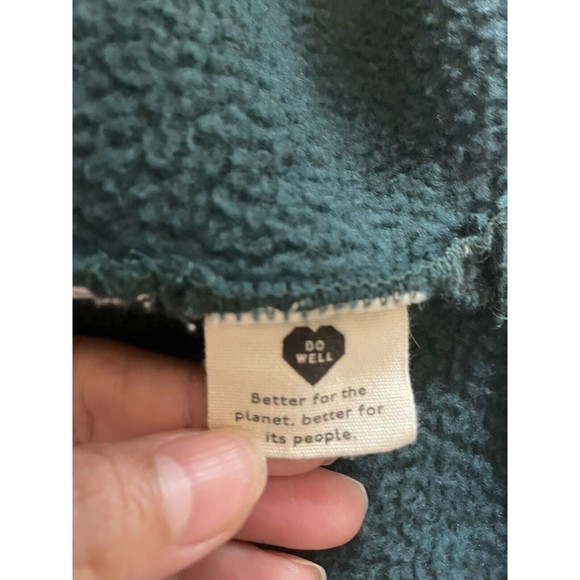 DO
WELL
Better for the
planet, better for
its people.